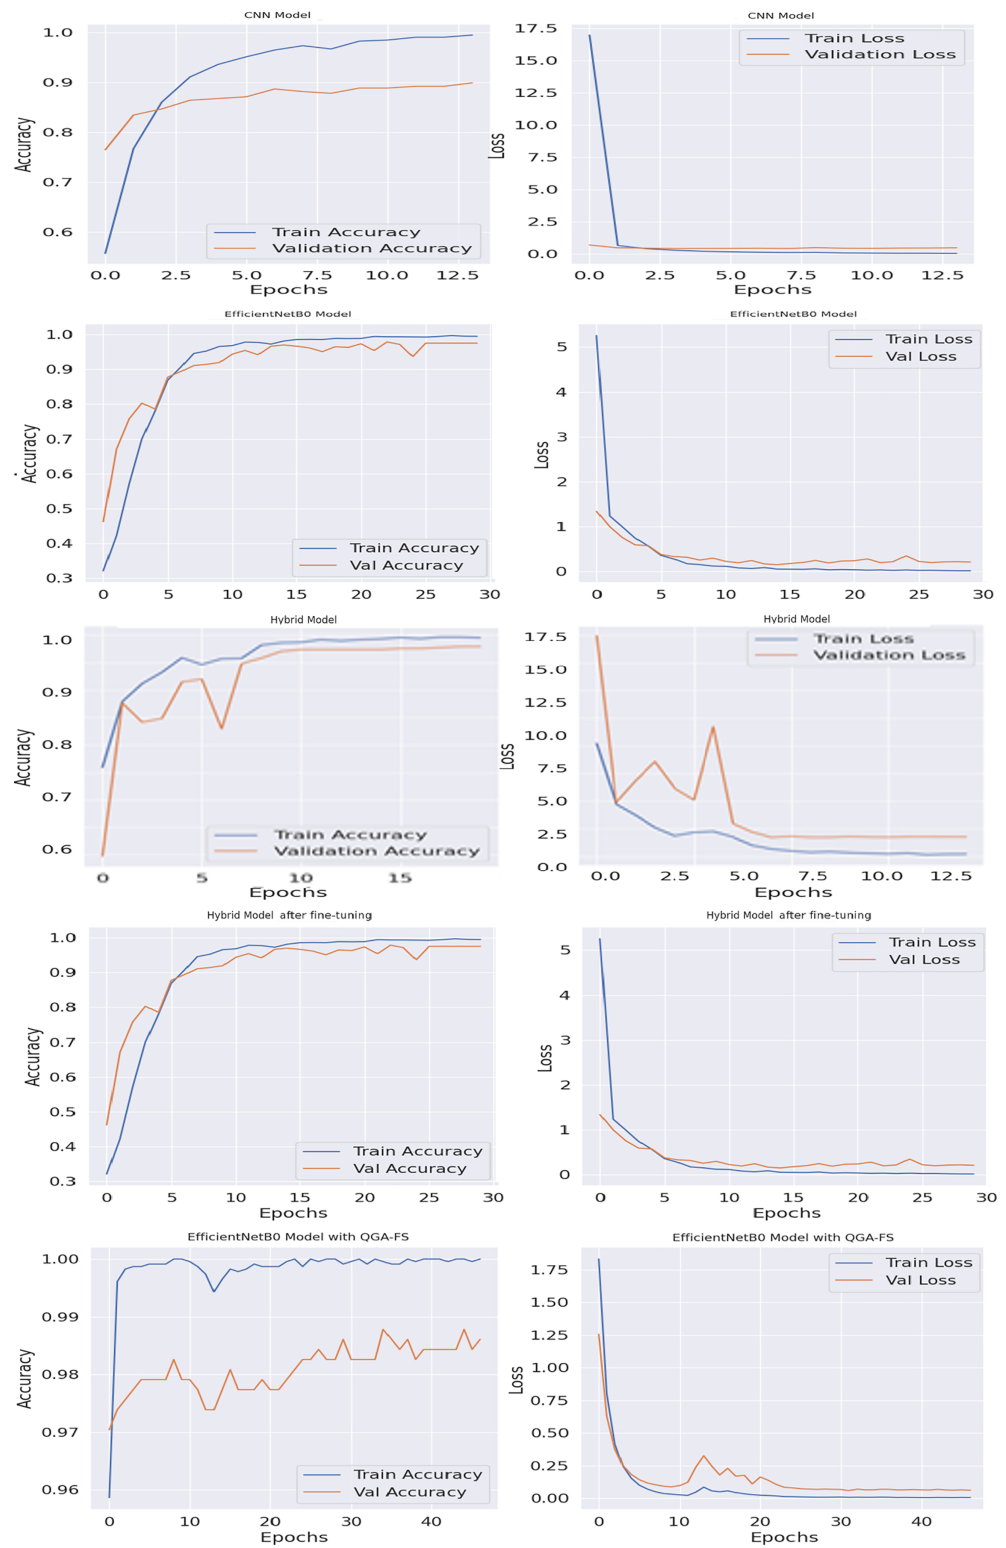 CNN Model
1.0
0.9
0.8
0.7
0.6
Accuracy
Train Accuracy
Validation Accuracy
0.0 2.5 5.0 7.5 10.0 12.5
Epochs
CNN Model
17.5
15.0
12.5
10.0
7.5
5.0
2.5
0.0
Loss
Train Loss
Validation Loss
0.0 2.5 5.0 7.5 10.0 12.5
Epochs
EfficientNetB0 Model
1.0
0.9
0.8
0.7
0.6
0.5
0.4
0.3
Accuracy
Train Accuracy
Val Accuracy
0 5 10 15 20 25 30
Epochs
EfficientNetB0 Model
5
4
3
2
1
0
Loss
Train Loss
Val Loss
0 5 10 15 20 25 30
Epochs
Hybrid Model
1.0
0.9
0.8
0.7
0.6
Accuracy
Train Accuracy
Validation Accuracy
0 5 10 15
Epochs
Hybrid Model
17.5
15.0
12.5
10.0
7.5
5.0
2.5
0.0
Loss
Train Loss
Validation Loss
0.0 2.5 5.0 7.5 10.0 12.5
Epochs
Hybrid Model after fine-tuning
1.0
0.9
0.8
0.7
0.6
0.5
0.4
0.3
Accuracy
Train Accuracy
Val Accuracy
0 5 10 15 20 25 30
Epochs
Hybrid Model after fine-tuning
5
4
3
2
1
0
Loss
Train Loss
Val Loss
0 5 10 15 20 25 30
Epochs
EfficientNetB0 Model with QGA-FS
1.00
0.99
0.98
0.97
0.96
Accuracy
Train Accuracy
Val Accuracy
0 10 20 30 40
Epochs
EfficientNetB0 Model with QGA-FS
1.75
1.50
1.25
1.00
0.75
0.50
0.25
0.00
Loss
Train Loss
Val Loss
0 10 20 30 40
Epochs